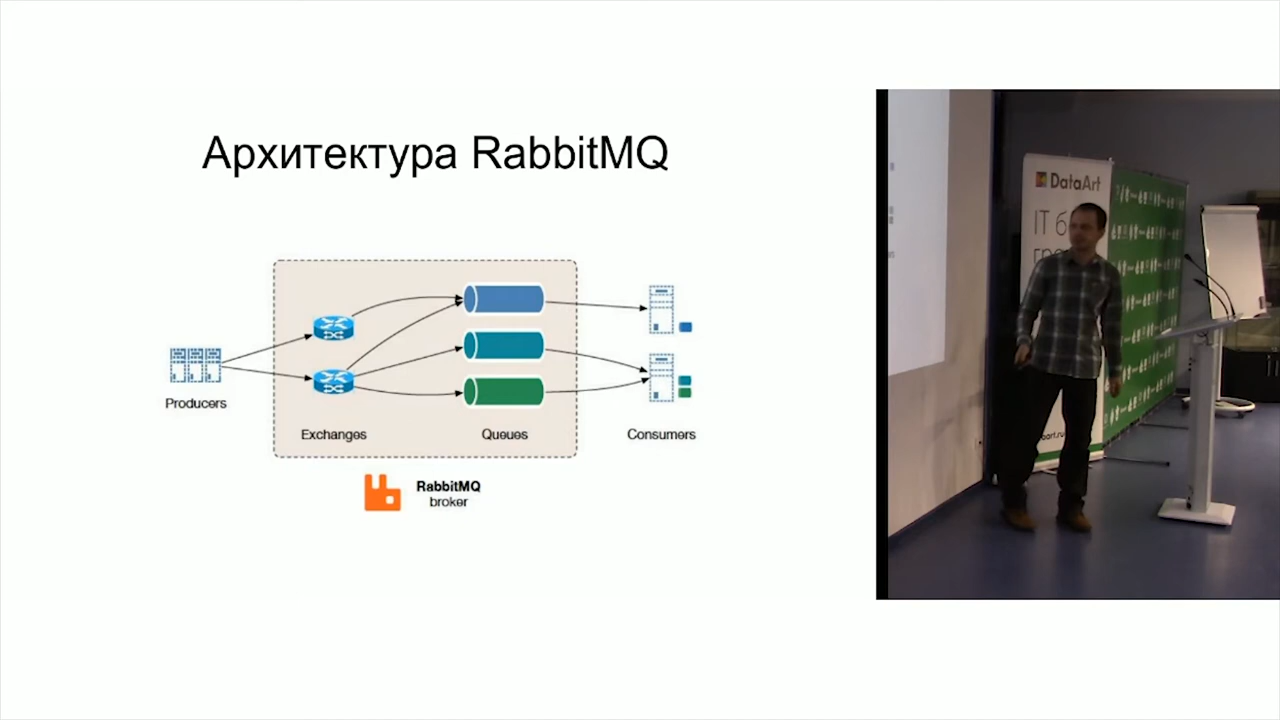 Архитектура RabbitMQ
Producers
Exchanges
Queues
Consumers
RabbitMQ
broker
DataArt
IT